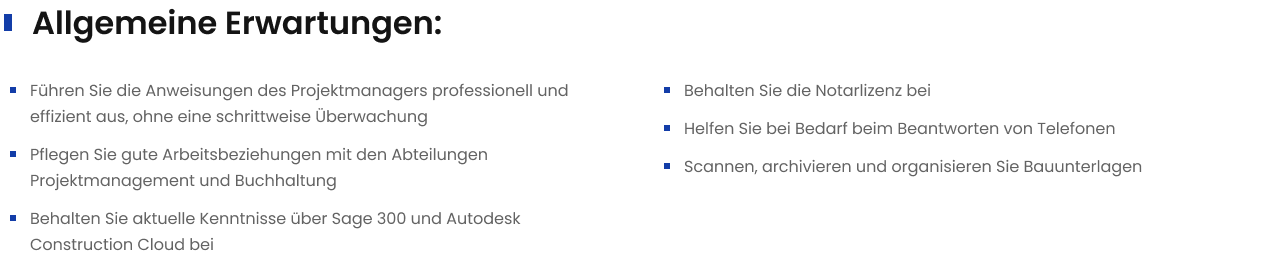 Allgemeine Erwartungen:
Führen Sie die Anweisungen des Projektmanagers professionell und
effizient aus, ohne eine schrittweise Überwachung
Pflegen Sie gute Arbeitsbeziehungen mit den Abteilungen
Projektmanagement und Buchhaltung
Behalten Sie aktuelle Kenntnisse über Sage 300 und Autodesk
Construction Cloud bei
Behalten Sie die Notarlizenz bei
Helfen Sie bei Bedarf beim Beantworten von Telefonen
Scannen, archivieren und organisieren Sie Bauunterlagen